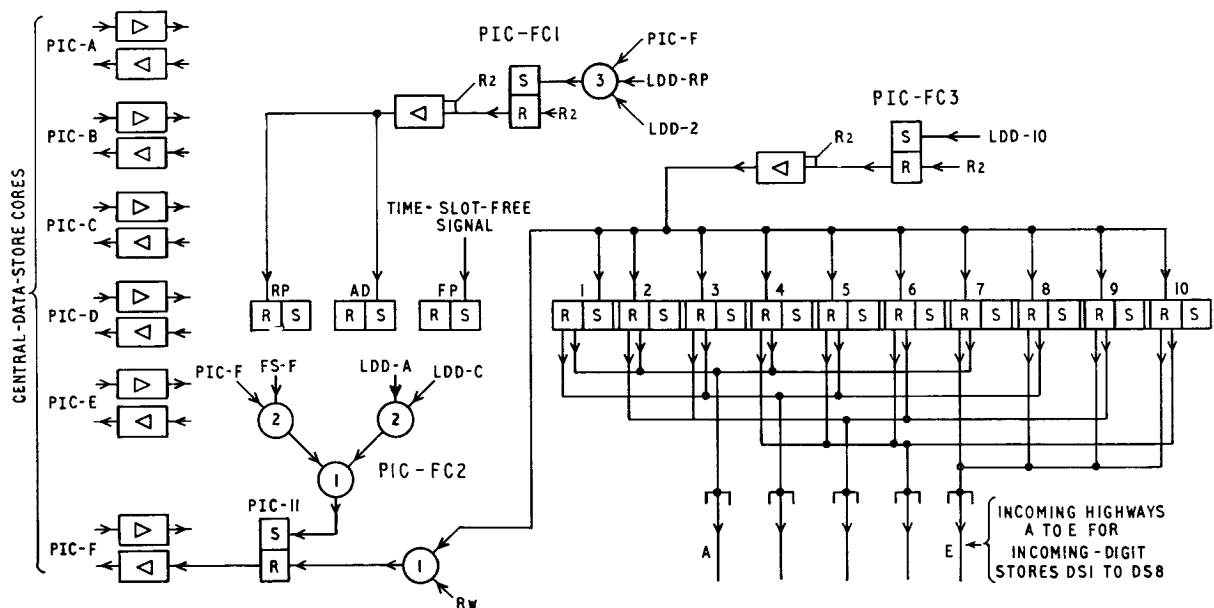 CENTRAL-DATA-STORE CORES
PIC-A
PIC-B
PIC-C
PIC-D
PIC-E
PIC-F
PIC-FC1
PIC-F
LDD-RP
LDD-2
3
S
R
R2
R2
PIC-FC3
S
R
LDD-10
R2
R2
TIME-SLOT-FREE
SIGNAL
RP
AD
FP
R S
R S
R S
1 2 3 4 5 6 7 8 9 10
R S R S R S R S R S R S R S R S R S R S
PIC-F
FS-F
LDD-A
LDD-C
2
2
1
PIC-FC2
PIC-11
S
R
1
RW
A
E
INCOMING HIGHWAYS
A TO E FOR
INCOMING-DIGIT
STORES DS1 TO DS8